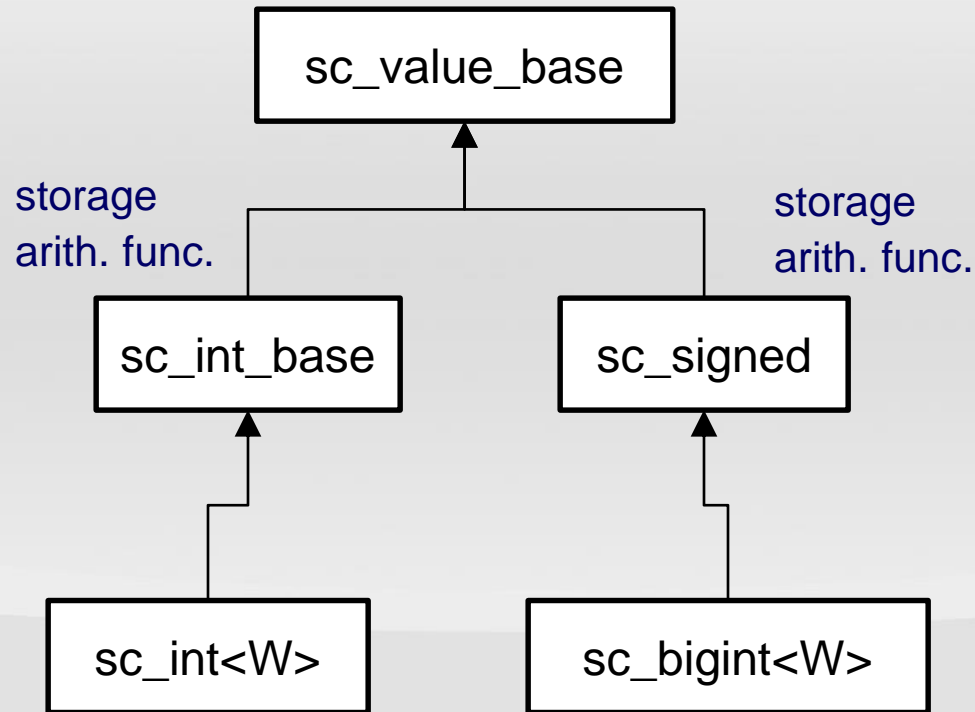 sc_value_base
storage
arith. func.
storage
arith. func.
sc_int_base
sc_signed
sc_int<W>
sc_bigint<W>